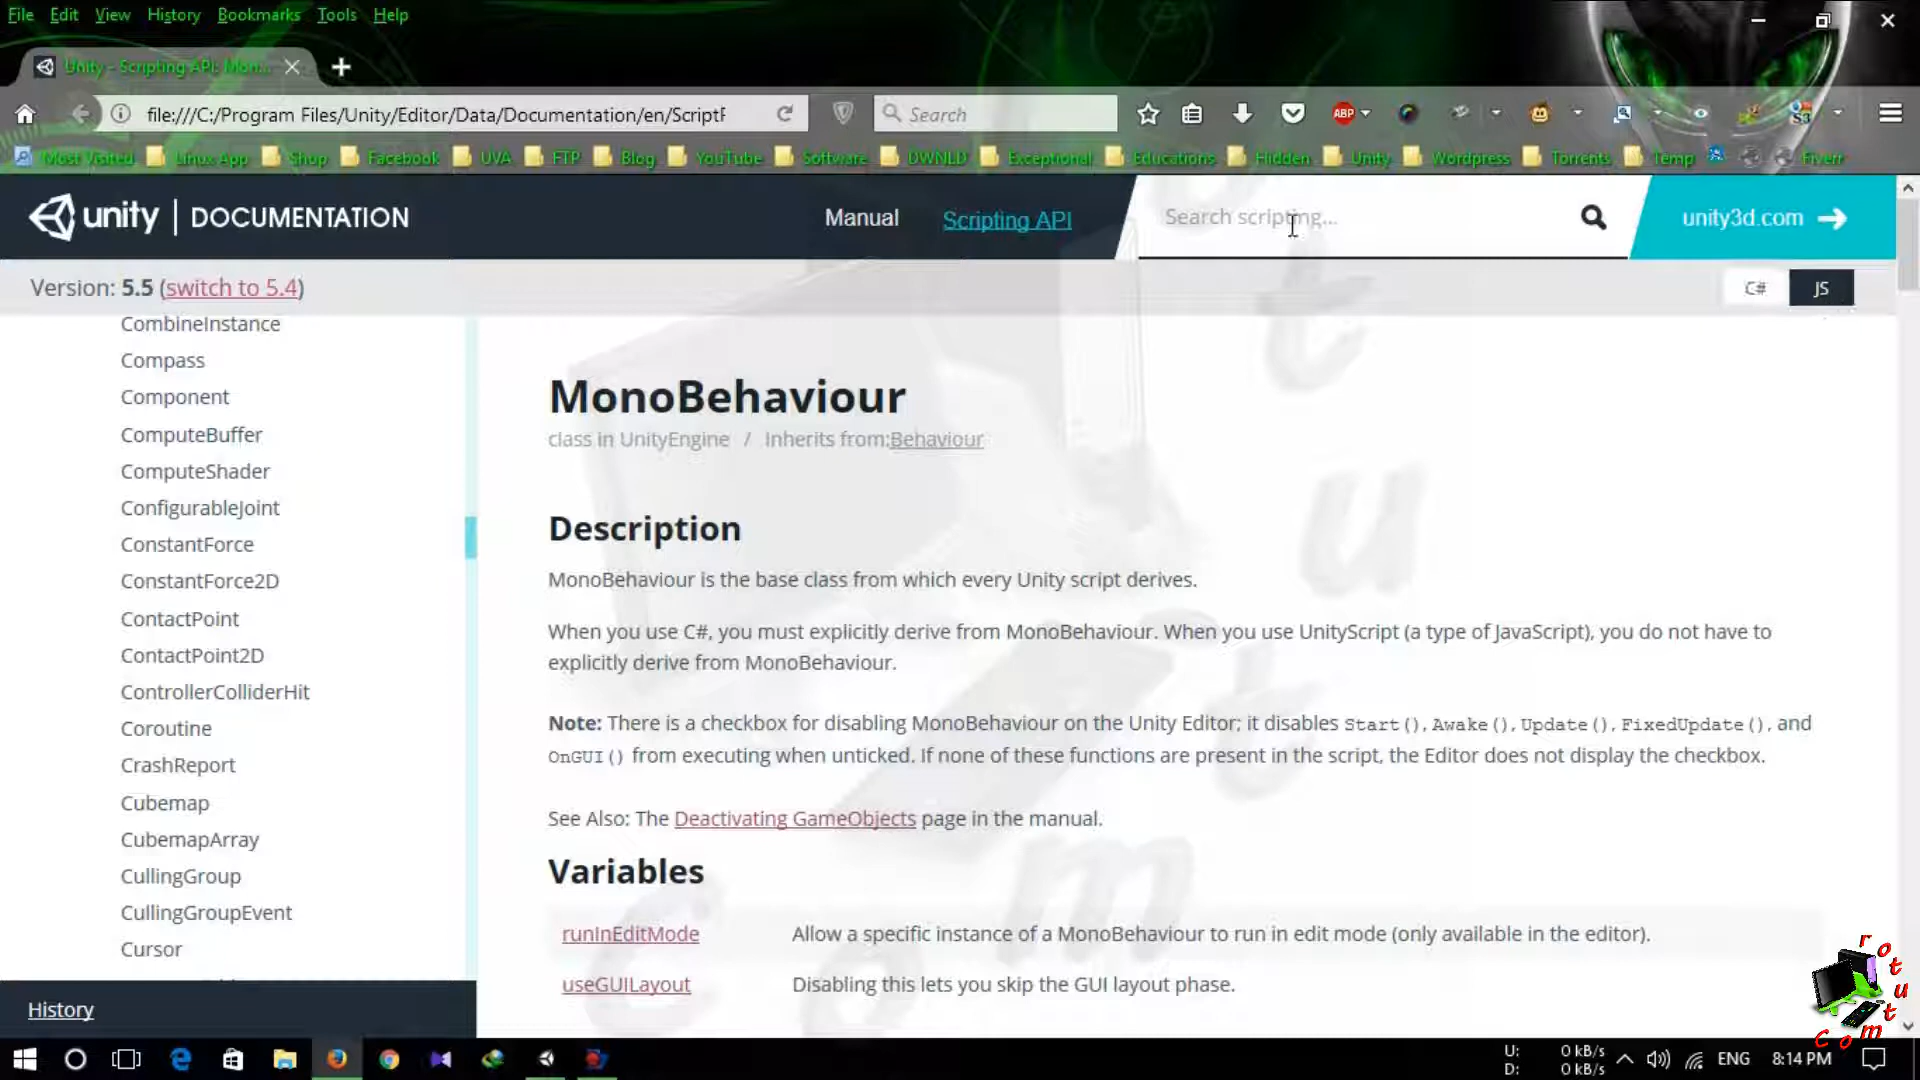 File Edit View History Bookmarks Tools Help
Unity - Scripting API: Mon...
file:///C:/Program Files/Unity/Editor/Data/Documentation/en/ScriptF
Search
ABP
S3
Most Visited Linux App Shop Facebook UVA FTP Blog YouTube Software DWNLD Exceptional Educations Hidden Unity Wordpress Torrents Temp Fiverr
unity | DOCUMENTATION
Manual Scripting API
Search scripting...
unity3d.com
Version: 5.5 (switch to 5.4)
C# JS
CombineInstance
Compass
Component
ComputeBuffer
ComputeShader
ConfigurableJoint
ConstantForce
ConstantForce2D
ContactPoint
ContactPoint2D
ControllerColliderHit
Coroutine
CrashReport
Cubemap
CubemapArray
CullingGroup
CullingGroupEvent
Cursor
History
MonoBehaviour
class in UnityEngine / Inherits from:Behaviour
Description
MonoBehaviour is the base class from which every Unity script derives.
When you use C#, you must explicitly derive from MonoBehaviour. When you use UnityScript (a type of JavaScript), you do not have to
explicitly derive from MonoBehaviour.
Note: There is a checkbox for disabling MonoBehaviour on the Unity Editor; it disables Start(), Awake(), Update(), FixedUpdate(), and
OnGUI() from executing when unticked. If none of these functions are present in the script, the Editor does not display the checkbox.
See Also: The Deactivating GameObjects page in the manual.
Variables
runInEditMode Allow a specific instance of a MonoBehaviour to run in edit mode (only available in the editor).
useGUILayout Disabling this lets you skip the GUI layout phase.
Comtutor
U: 0 kB/s
D: 0 kB/s
ENG
8:14 PM